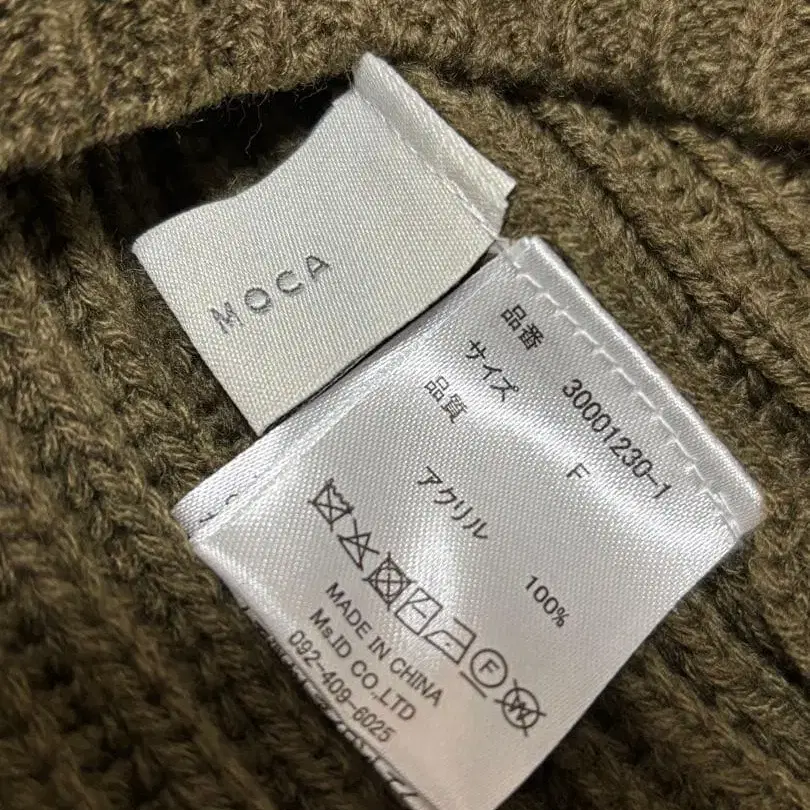 MOCA
品番 30001230-1
サイズ F
品質
アクリル 100%
F W
MADE IN CHINA
Ms.ID CO.,LTD
092-409-6025